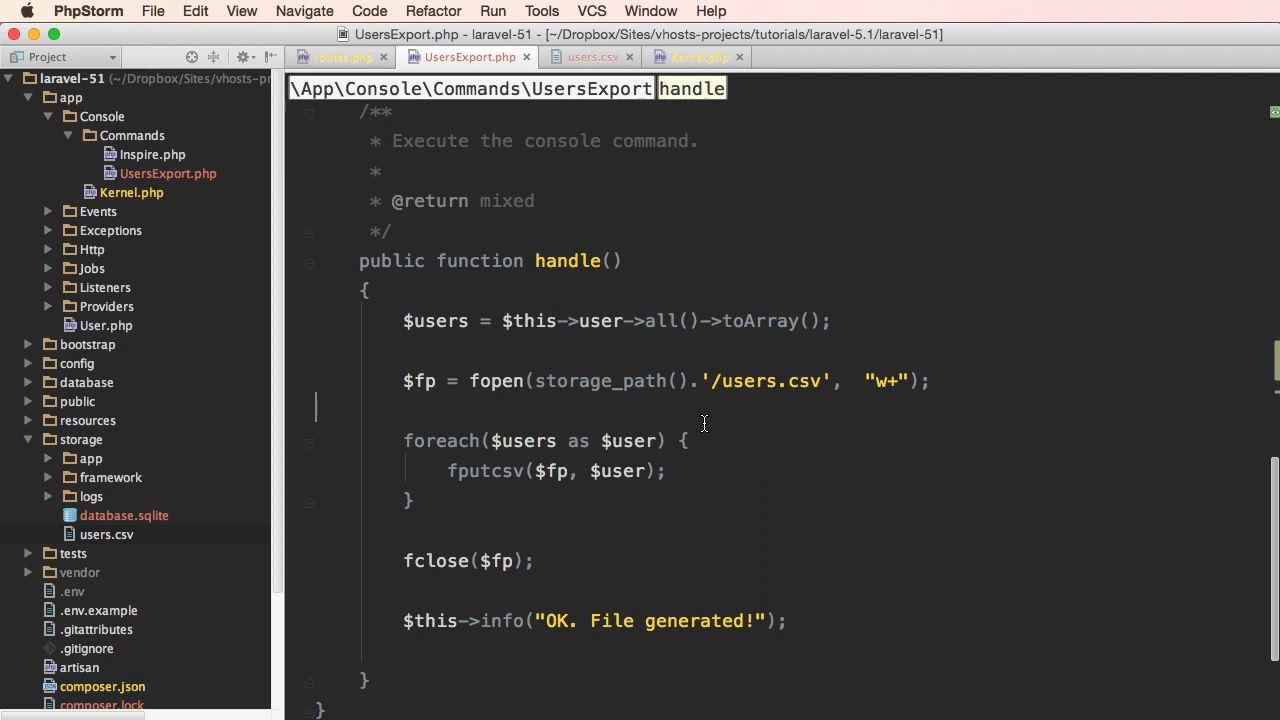 PhpStorm File Edit View Navigate Code Refactor Run Tools VCS Window Help
UsersExport.php - laravel-51 - [~/Dropbox/Sites/vhosts-projects/tutorials/laravel-5.1/laravel-51]
Project
routes.php
UsersExport.php
users.csv
Kernel.php
laravel-51 (~/Dropbox/Sites/vhosts-pr
app
Console
Commands
Inspire.php
UsersExport.php
Kernel.php
Events
Exceptions
Http
Jobs
Listeners
Providers
User.php
bootstrap
config
database
public
resources
storage
app
framework
logs
database.sqlite
users.csv
tests
vendor
.env
.env.example
.gitattributes
.gitignore
artisan
composer.json
composer.lock
\App\Console\Commands\UsersExport handle
/**
* Execute the console command.
*
* @return mixed
*/
public function handle()
{
$users = $this->user->all()->toArray();
$fp = fopen(storage_path().'/users.csv', "w+");
foreach($users as $user) {
fputcsv($fp, $user);
}
fclose($fp);
$this->info("OK. File generated!");
}
}